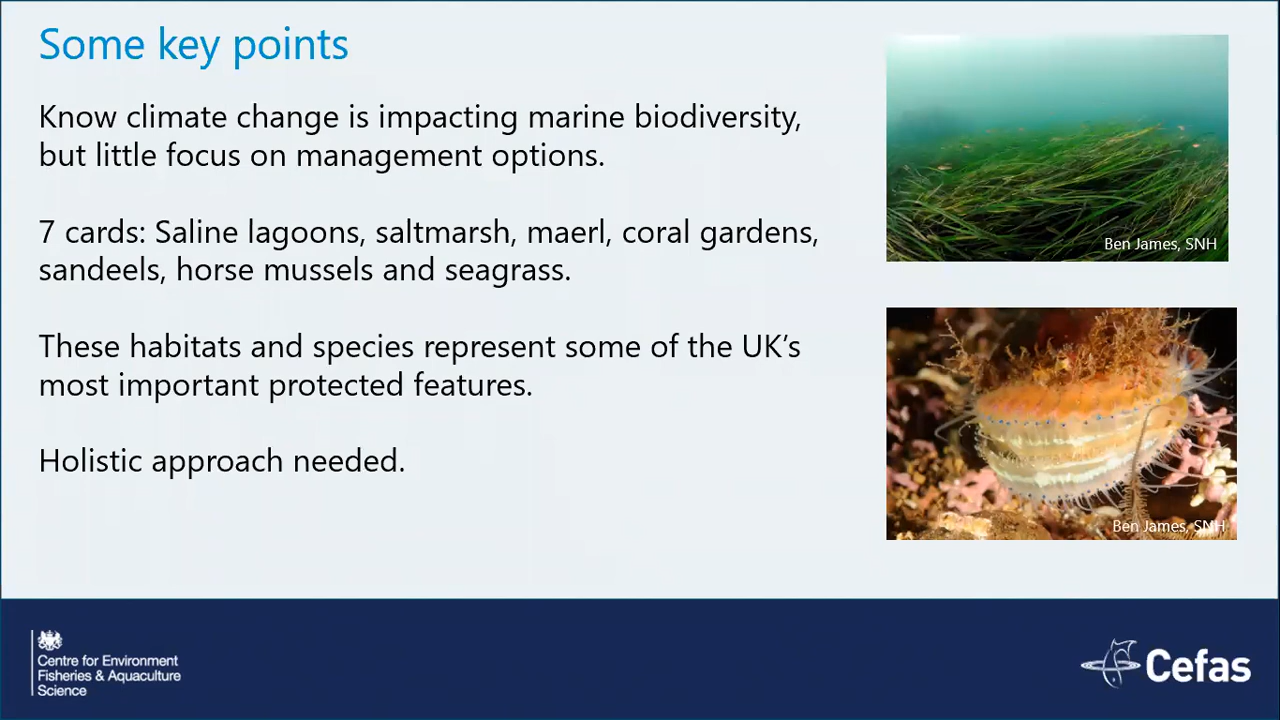 Some key points
Know climate change is impacting marine biodiversity,
but little focus on management options.
7 cards: Saline lagoons, saltmarsh, maerl, coral gardens,
sandeels, horse mussels and seagrass.
These habitats and species represent some of the UK’s
most important protected features.
Holistic approach needed.
Ben James, SNH
Ben James, SNH
Centre for Environment
Fisheries & Aquaculture
Science
Cefas